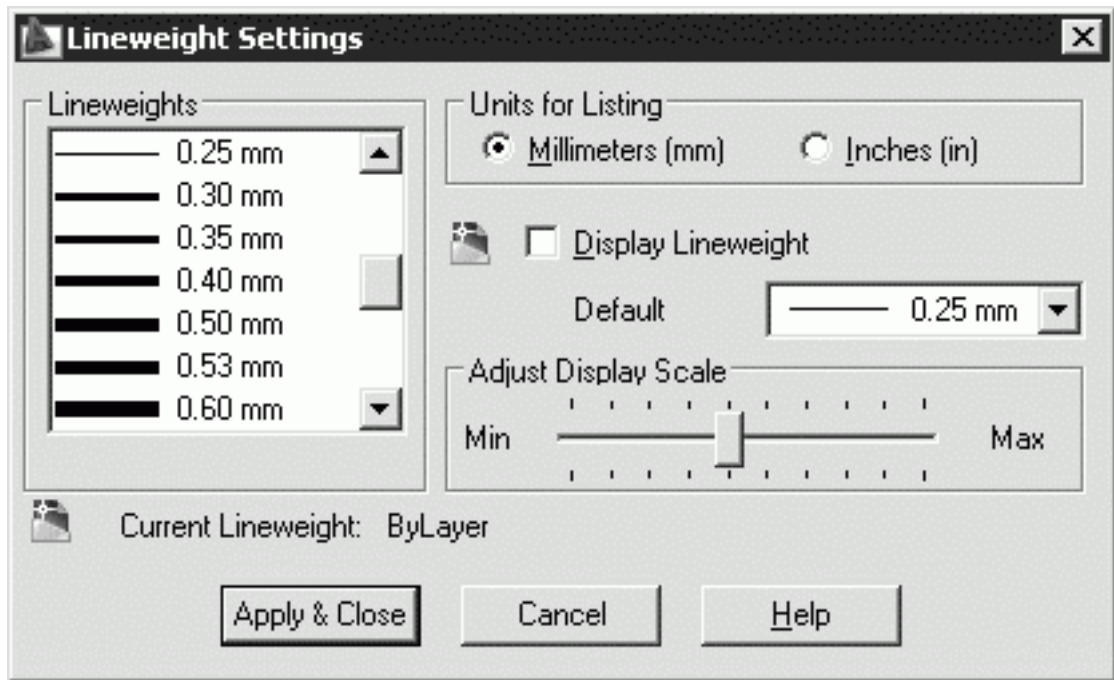 Lineweight Settings
Lineweights
0.25 mm
0.30 mm
0.35 mm
0.40 mm
0.50 mm
0.53 mm
0.60 mm
Units for Listing
Millimeters (mm)
Inches (in)
Display Lineweight
Default
0.25 mm
Adjust Display Scale
Min
Max
Current Lineweight: ByLayer
Apply & Close
Cancel
Help